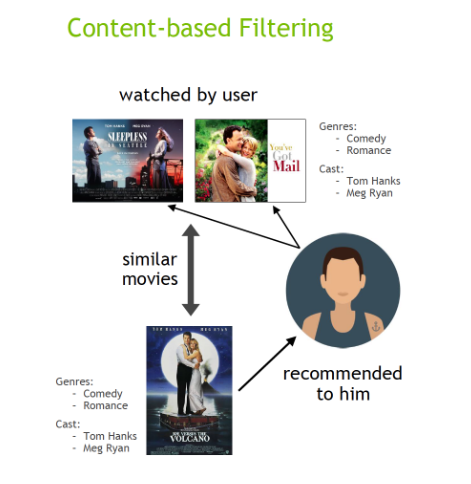 Content-based Filtering
watched by user
TOM HANKS MEG RYAN
SLEEPLESS
IN SEATTLE
You've
Got
Mail
Genres:
- Comedy
- Romance
Cast:
- Tom Hanks
- Meg Ryan
similar
movies
TOM HANKS MEG RYAN
JOE VERSUS THE
VOLCANO
Genres:
- Comedy
- Romance
Cast:
- Tom Hanks
- Meg Ryan
recommended
to him